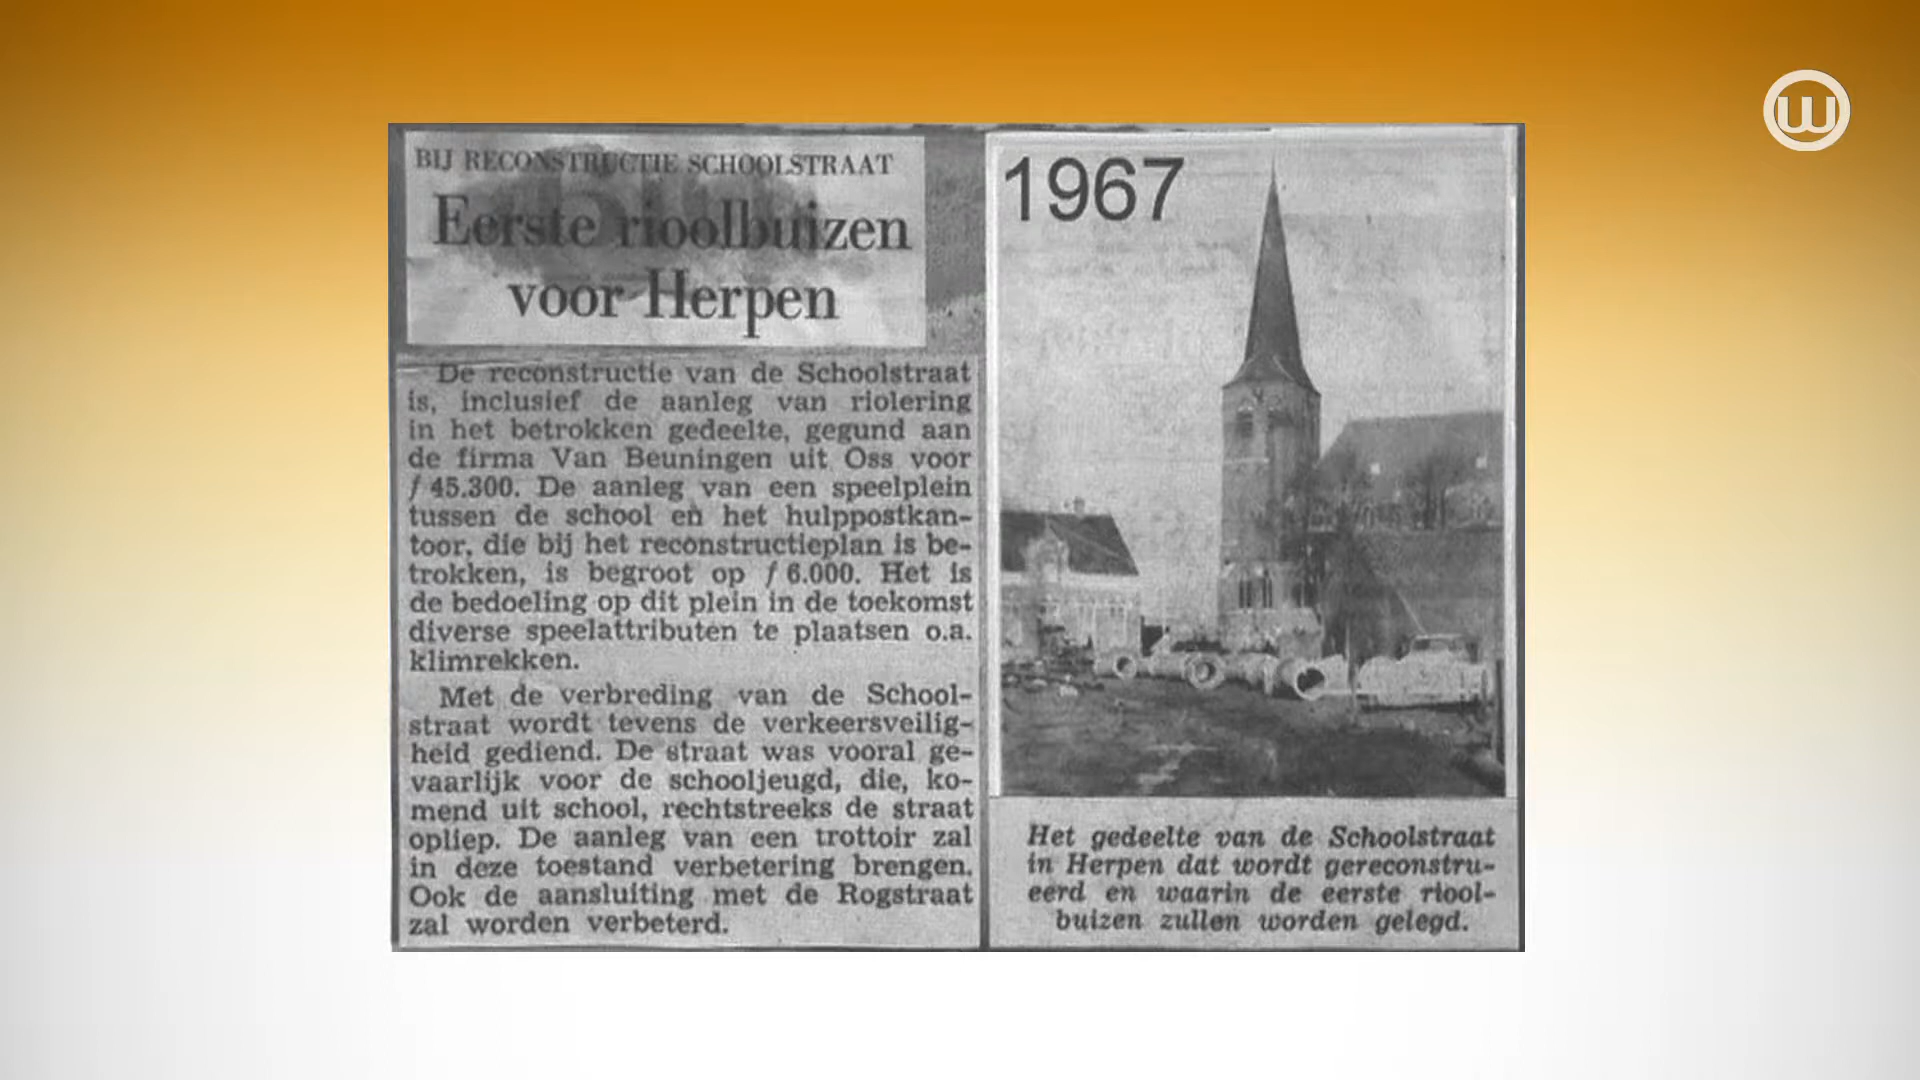 BIJ RECONSTRUCTIE SCHOOLSTRAAT
Eerste rioolbuizen
voor Herpen
De reconstructie van de Schoolstraat
is, inclusief de aanleg van riolering
in het betrokken gedeelte, gegund aan
de firma Van Beuningen uit Oss voor
ƒ 45.300. De aanleg van een speelplein
tussen de school en het hulppostkan-
toor, die bij het reconstructieplan is be-
trokken, is begroot op ƒ 6.000. Het is
de bedoeling op dit plein in de toekomst
diverse speelattributen te plaatsen o.a.
klimrekken.
Met de verbreding van de School-
straat wordt tevens de verkeersveilig-
heid gediend. De straat was vooral ge-
vaarlijk voor de schooljeugd, die, ko-
mend uit school, rechtstreeks de straat
opliep. De aanleg van een trottoir zal
in deze toestand verbetering brengen.
Ook de aansluiting met de Rogstraat
zal worden verbeterd.
1967
Het gedeelte van de Schoolstraat
in Herpen dat wordt gereconstru-
eerd en waarin de eerste riool-
buizen zullen worden gelegd.
W